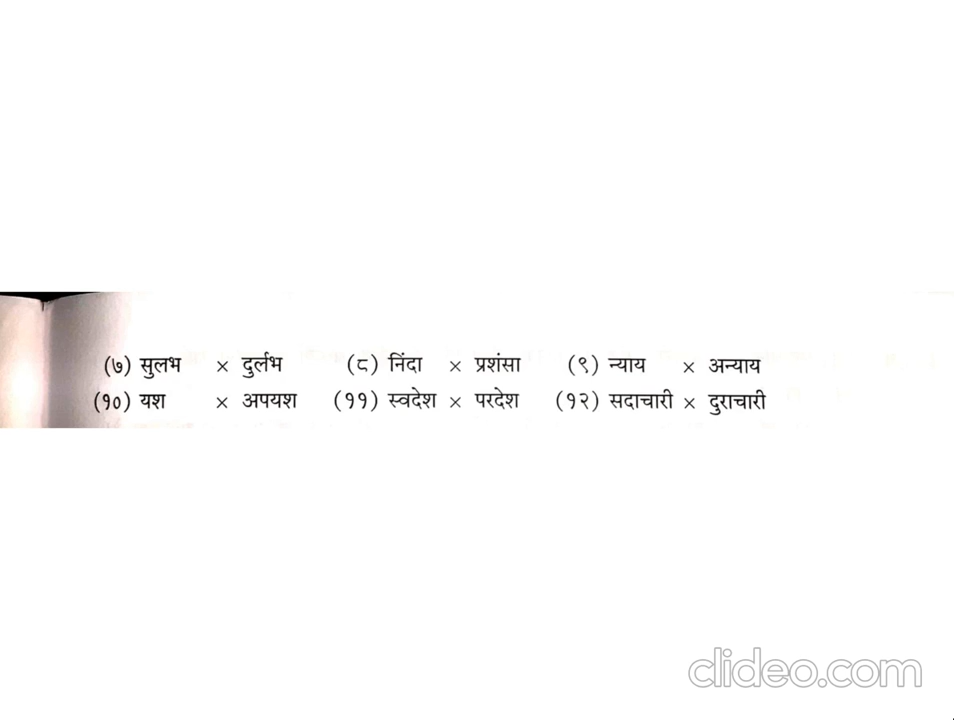 (७) सुलभ × दुर्लभ (८) निंदा × प्रशंसा (९) न्याय × अन्याय
(१०) यश × अपयश (११) स्वदेश × परदेश (१२) सदाचारी × दुराचारी
clideo.com